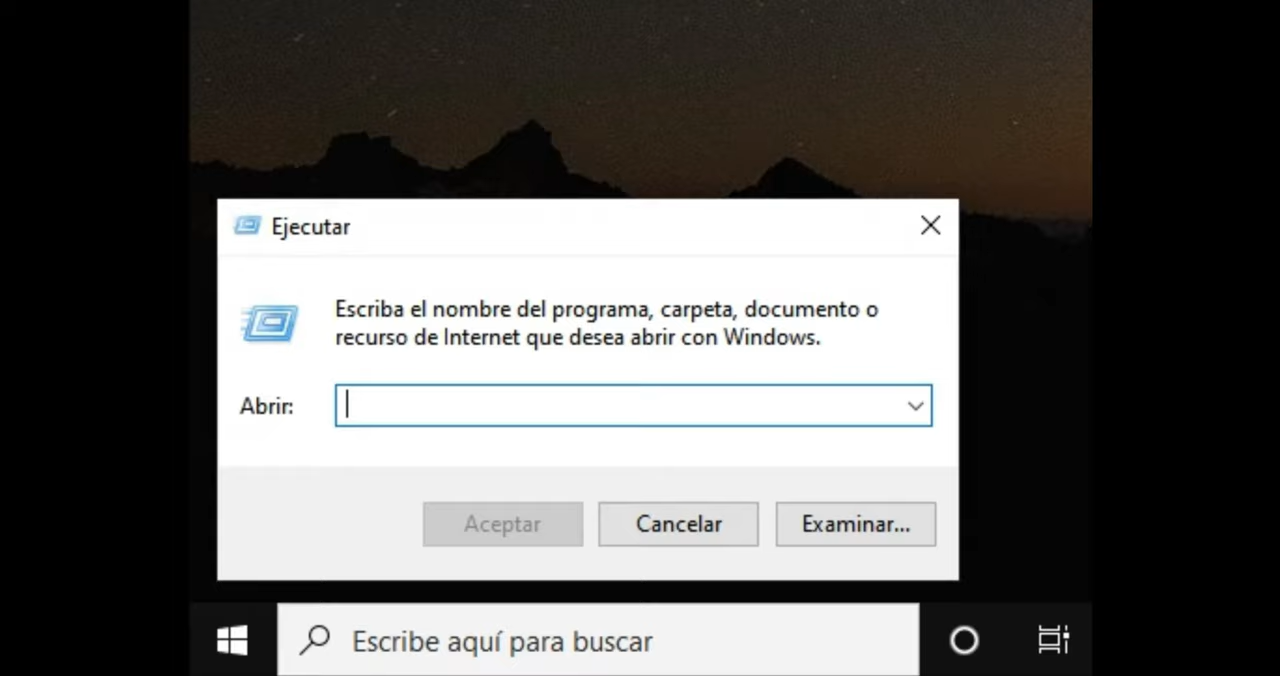 Ejecutar
Escriba el nombre del programa, carpeta, documento o
recurso de Internet que desea abrir con Windows.
Abrir:
Aceptar
Cancelar
Examinar...
Escribe aquí para buscar